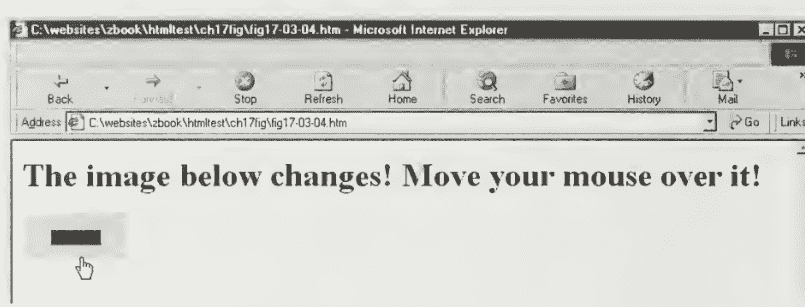 C:\websites\zbook\htmltest\ch17fig\fig17-03-04.htm - Microsoft Internet Explorer
Back Forward Stop Refresh Home Search Favorites History Mail
Address C:\websites\zbook\htmltest\ch17fig\fig17-03-04.htm Go Links
The image below changes! Move your mouse over it!